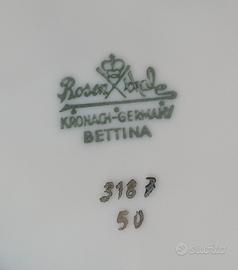 Rosenthal
KRONACH-GERMANY
BETTINA
318 F
50
SUBITO